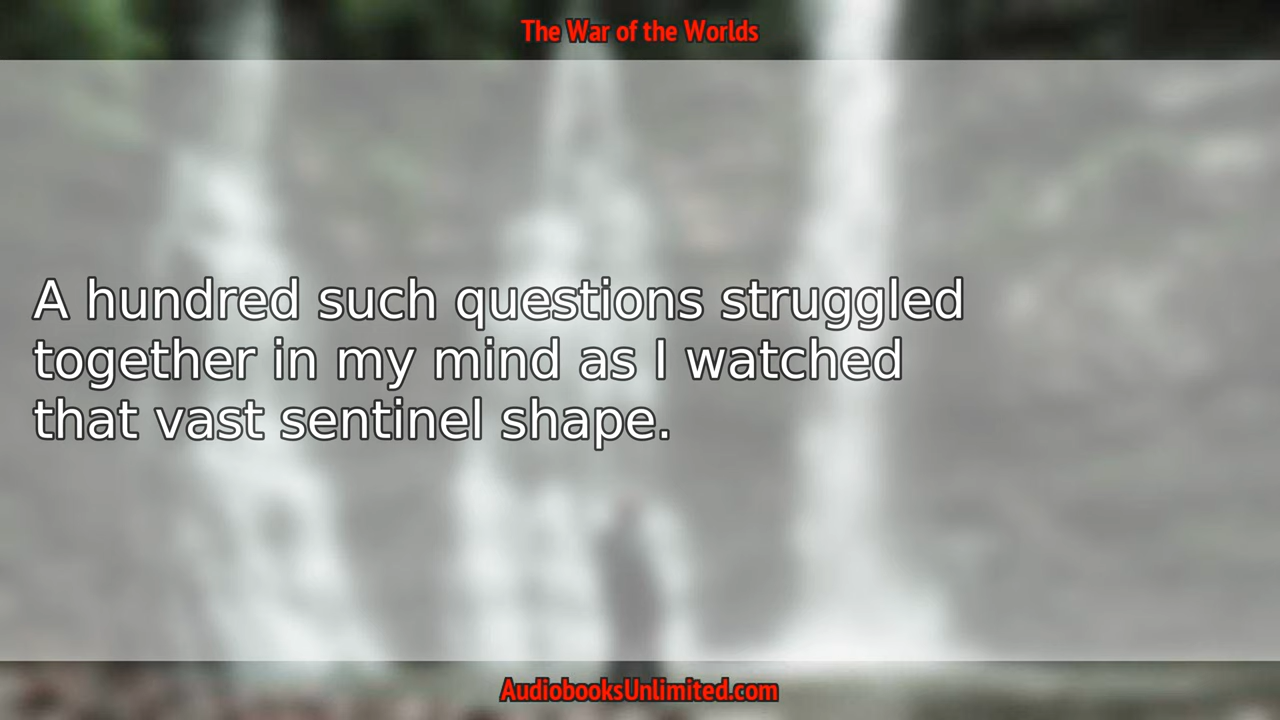 The War of the Worlds
A hundred such questions struggled
together in my mind as I watched
that vast sentinel shape.
AudiobooksUnlimited.com